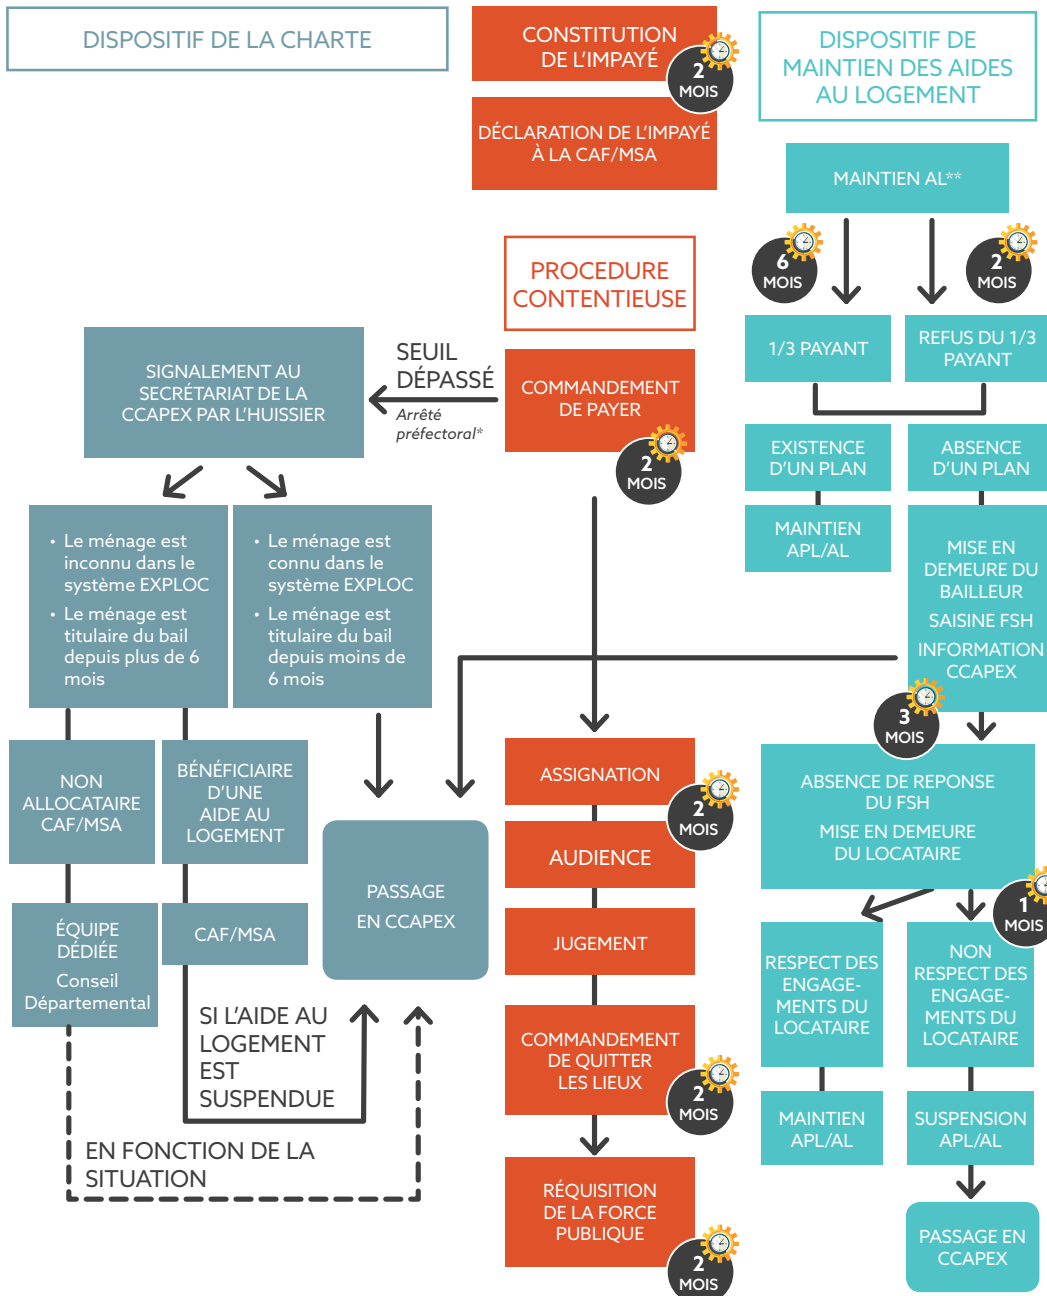 DISPOSITIF DE LA CHARTE
CONSTITUTION
DE L'IMPAYÉ
2
MOIS
DÉCLARATION DE L'IMPAYÉ
À LA CAF/MSA
DISPOSITIF DE
MAINTIEN DES AIDES
AU LOGEMENT
MAINTIEN AL**
6
MOIS
2
MOIS
1/3 PAYANT
REFUS DU 1/3
PAYANT
EXISTENCE
D'UN PLAN
ABSENCE
D'UN PLAN
MAINTIEN
APL/AL
MISE EN
DEMEURE DU
BAILLEUR
SAISINE FSH
INFORMATION
CCAPEX
3
MOIS
ABSENCE DE REPONSE
DU FSH
MISE EN DEMEURE
DU LOCATAIRE
1
MOIS
RESPECT DES
ENGAGE-
MENTS DU
LOCATAIRE
NON
RESPECT DES
ENGAGE-
MENTS DU
LOCATAIRE
MAINTIEN
APL/AL
SUSPENSION
APL/AL
PASSAGE EN
CCAPEX
PROCEDURE
CONTENTIEUSE
COMMANDEMENT
DE PAYER
2
MOIS
SEUIL
DÉPASSÉ
Arrêté
préfectoral*
SIGNALEMENT AU
SECRÉTARIAT DE LA
CCAPEX PAR L'HUISSIER
• Le ménage est
inconnu dans le
système EXPLOC
• Le ménage est
titulaire du bail
depuis plus de 6
mois
• Le ménage est
connu dans le
système EXPLOC
• Le ménage est
titulaire du bail
depuis moins de
6 mois
NON
ALLOCATAIRE
CAF/MSA
BÉNÉFICIAIRE
D'UNE
AIDE AU
LOGEMENT
ÉQUIPE
DÉDIÉE
Conseil
Départemental
CAF/MSA
PASSAGE
EN CCAPEX
SI L'AIDE AU
LOGEMENT
EST
SUSPENDUE
EN FONCTION DE LA
SITUATION
ASSIGNATION
2
MOIS
AUDIENCE
JUGEMENT
COMMANDEMENT
DE QUITTER
LES LIEUX
2
MOIS
RÉQUISITION
DE LA FORCE
PUBLIQUE
2
MOIS